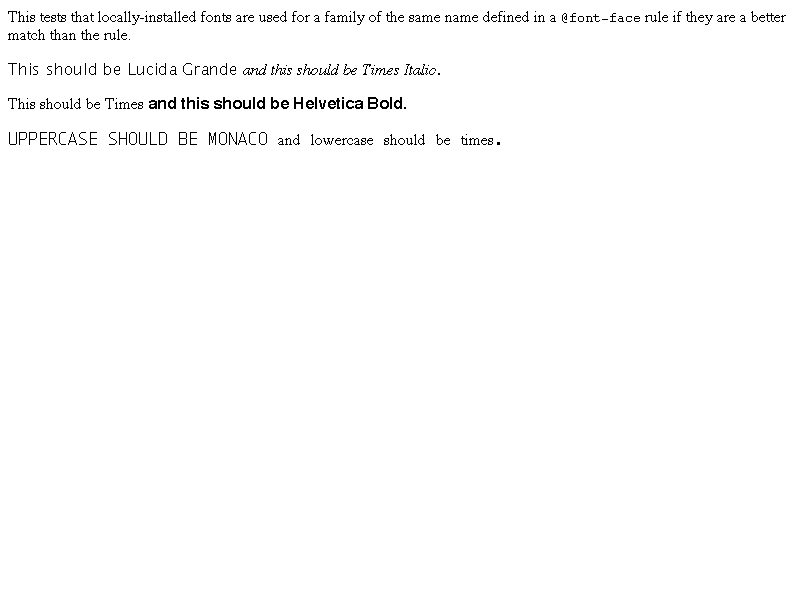 This tests that locally-installed fonts are used for a family of the same name defined in a @font-face rule if they are a better
match than the rule.
This should be Lucida Grande and this should be Times Italic.
This should be Times and this should be Helvetica Bold.
UPPERCASE SHOULD BE MONACO and lowercase should be times.